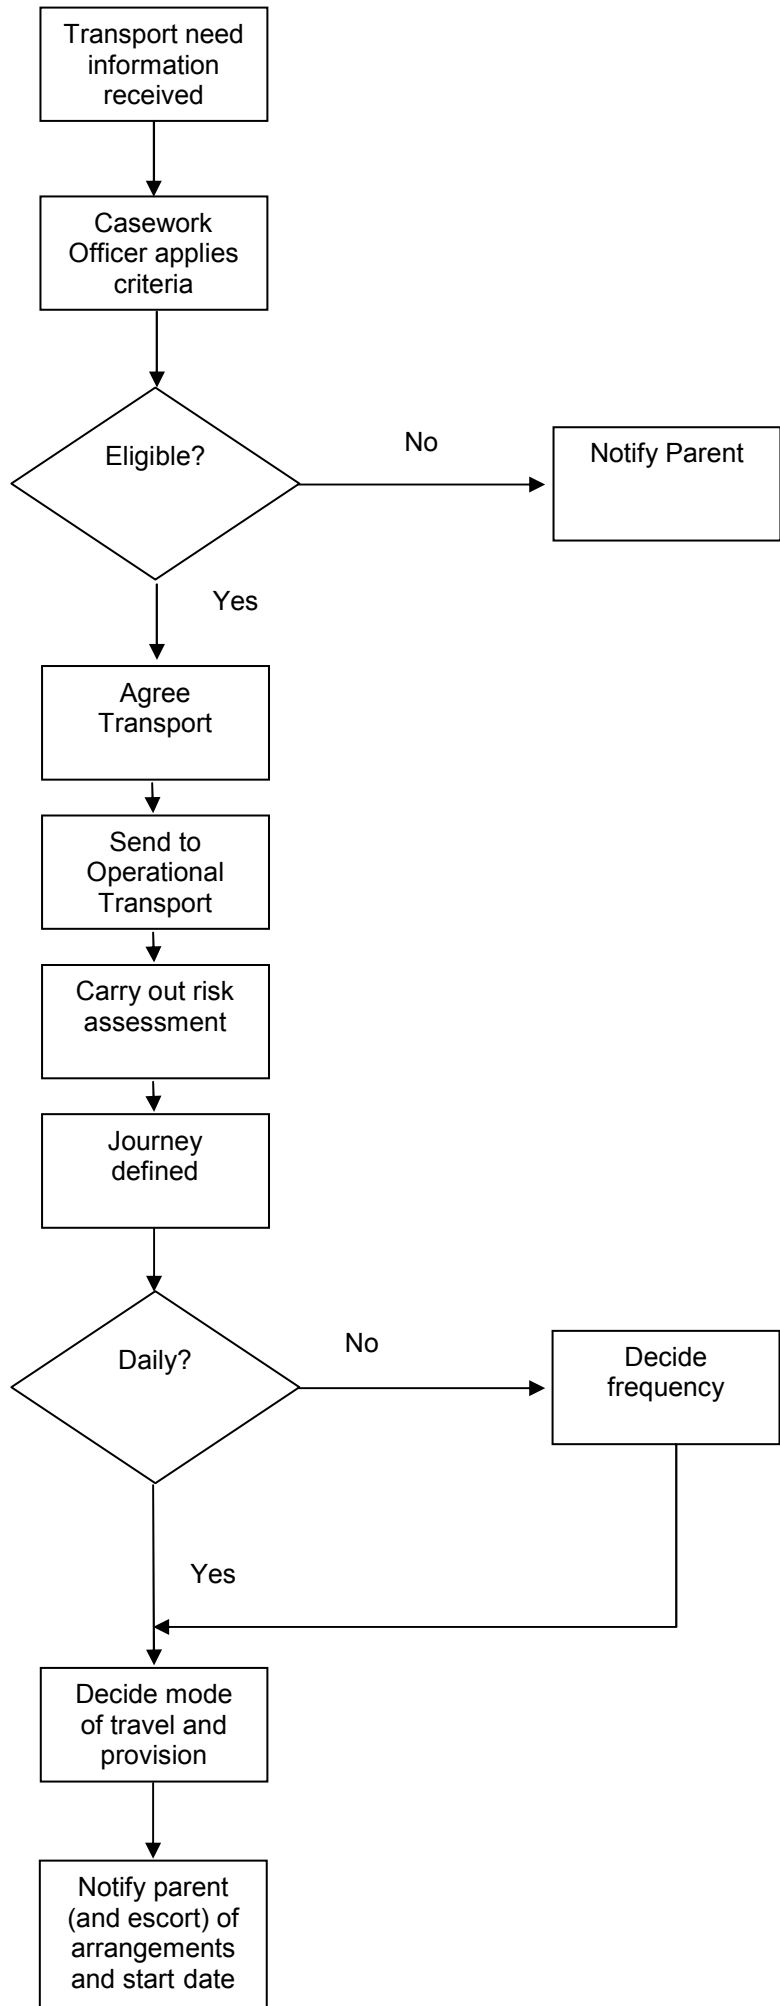 Transport need
information
received
Casework
Officer applies
criteria
Eligible?
No
Notify Parent
Yes
Agree
Transport
Send to
Operational
Transport
Carry out risk
assessment
Journey
defined
Daily?
No
Decide
frequency
Yes
Decide mode
of travel and
provision
Notify parent
(and escort) of
arrangements
and start date